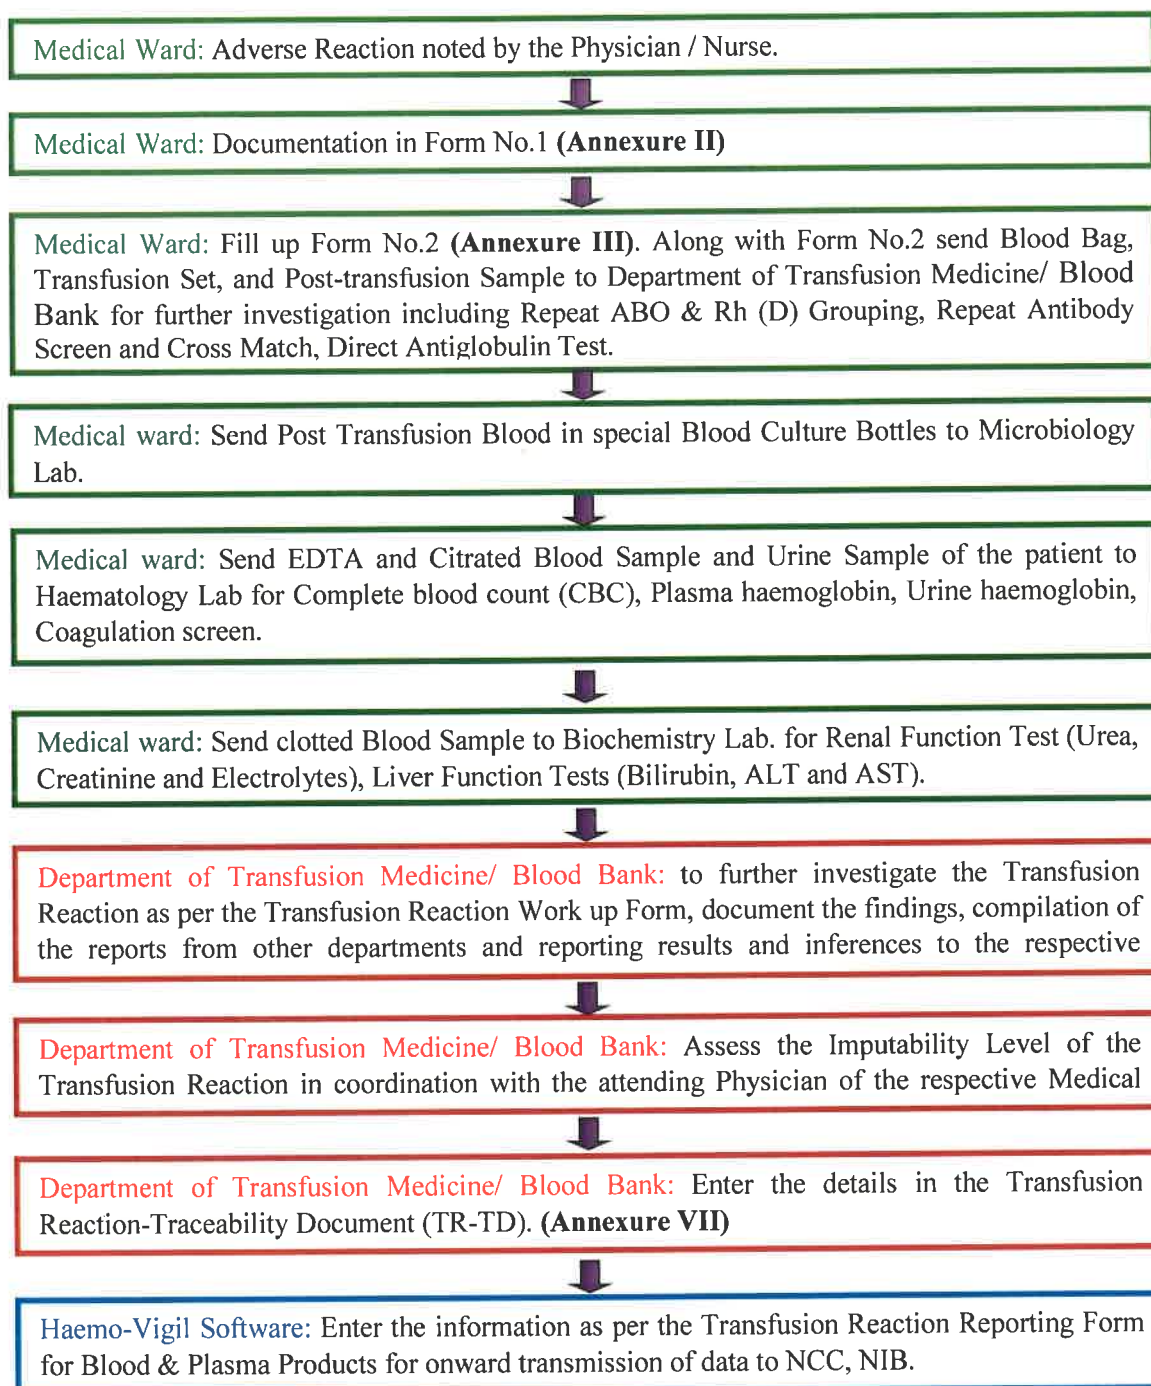 Medical Ward: Adverse Reaction noted by the Physician / Nurse.
Medical Ward: Documentation in Form No.1 (Annexure II)
Medical Ward: Fill up Form No.2 (Annexure III). Along with Form No.2 send Blood Bag,
Transfusion Set, and Post-transfusion Sample to Department of Transfusion Medicine/ Blood
Bank for further investigation including Repeat ABO & Rh (D) Grouping, Repeat Antibody
Screen and Cross Match, Direct Antiglobulin Test.
Medical ward: Send Post Transfusion Blood in special Blood Culture Bottles to Microbiology
Lab.
Medical ward: Send EDTA and Citrated Blood Sample and Urine Sample of the patient to
Haematology Lab for Complete blood count (CBC), Plasma haemoglobin, Urine haemoglobin,
Coagulation screen.
Medical ward: Send clotted Blood Sample to Biochemistry Lab. for Renal Function Test (Urea,
Creatinine and Electrolytes), Liver Function Tests (Bilirubin, ALT and AST).
Department of Transfusion Medicine/ Blood Bank: to further investigate the Transfusion
Reaction as per the Transfusion Reaction Work up Form, document the findings, compilation of
the reports from other departments and reporting results and inferences to the respective
Department of Transfusion Medicine/ Blood Bank: Assess the Imputability Level of the
Transfusion Reaction in coordination with the attending Physician of the respective Medical
Department of Transfusion Medicine/ Blood Bank: Enter the details in the Transfusion
Reaction-Traceability Document (TR-TD). (Annexure VII)
Haemo-Vigil Software: Enter the information as per the Transfusion Reaction Reporting Form
for Blood & Plasma Products for onward transmission of data to NCC, NIB.